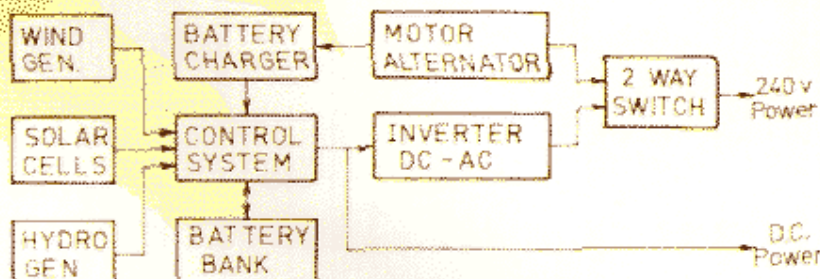 WIND
GEN.
BATTERY
CHARGER
MOTOR
ALTERNATOR
2 WAY
SWITCH
240v
Power
SOLAR
CELLS
CONTROL
SYSTEM
INVERTER
DC-AC
HYDRO
GEN
BATTERY
BANK
D.C.
Power